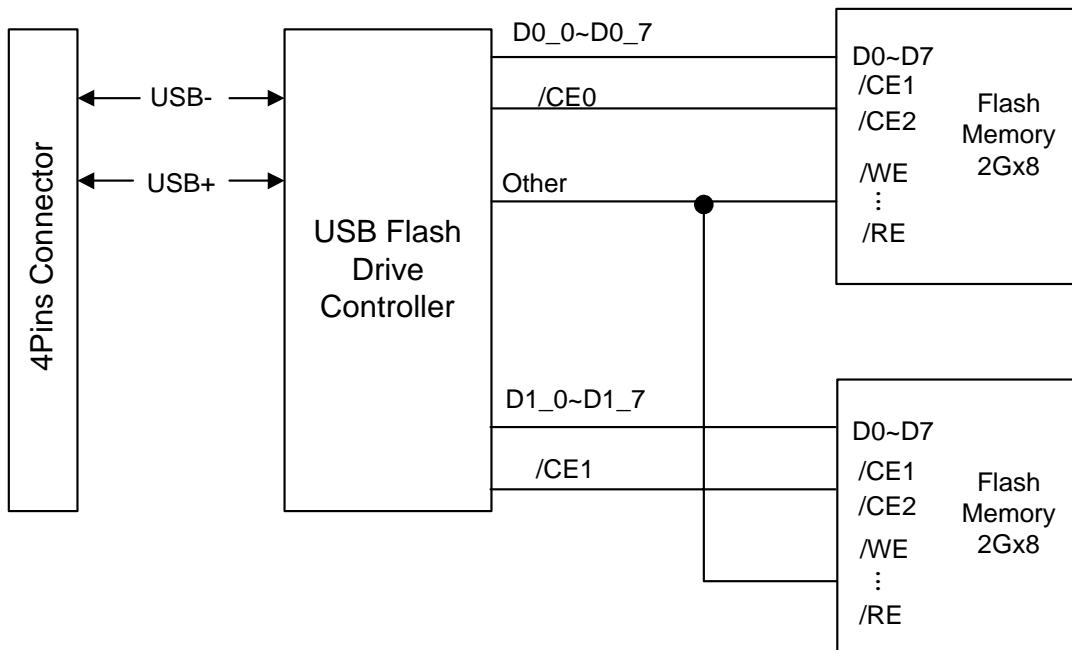 4Pins Connector
USB-
USB+
USB Flash
Drive
Controller
D0_0~D0_7
/CE0
Other
D1_0~D1_7
/CE1
D0~D7
/CE1
/CE2
/WE
⋮
/RE
Flash
Memory
2Gx8
D0~D7
/CE1
/CE2
/WE
⋮
/RE
Flash
Memory
2Gx8